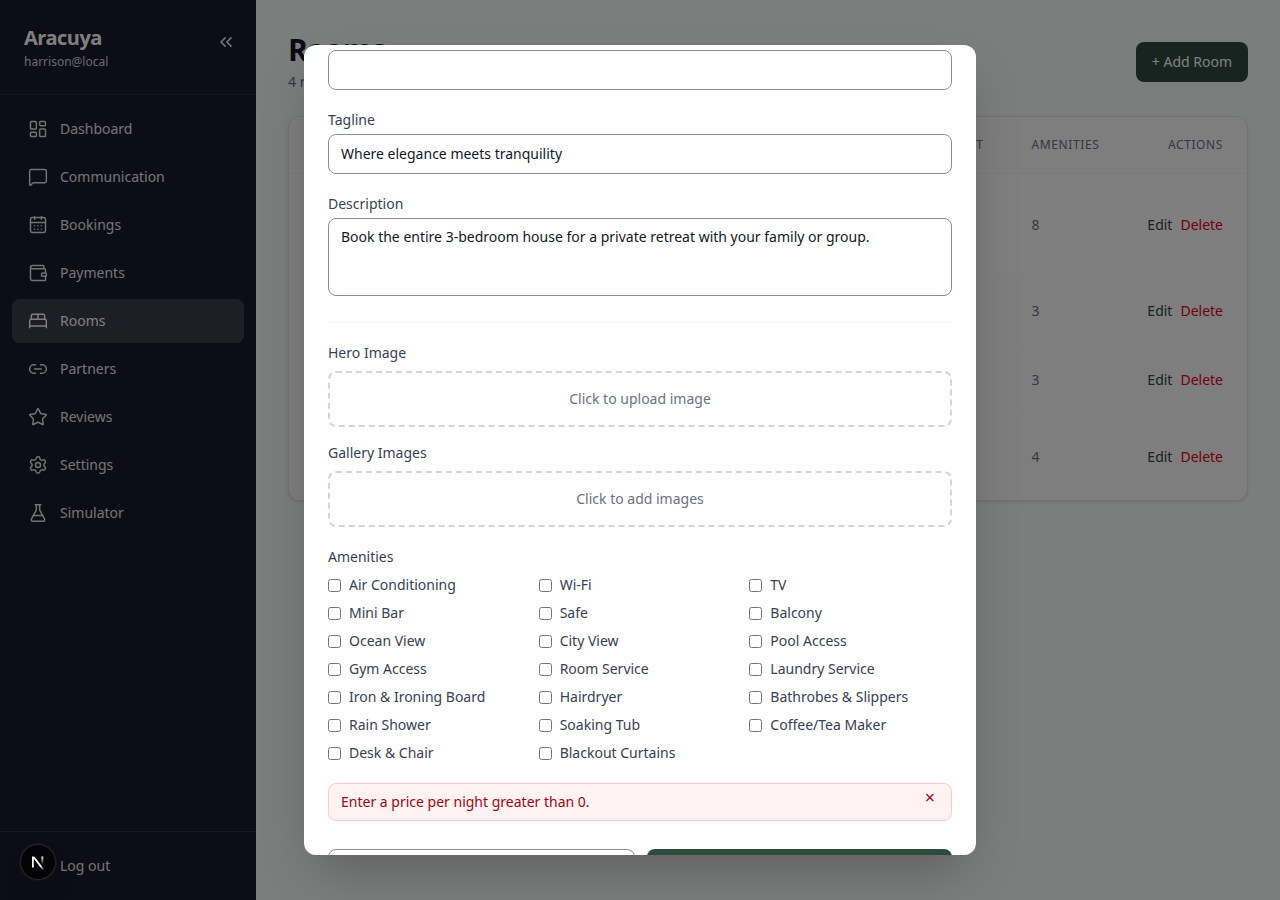 Aracuya
harrison@local
Dashboard
Communication
Bookings
Payments
Rooms
Partners
Reviews
Settings
Simulator
N
Log out
+ Add Room
AMENITIES
ACTIONS
8
Edit
Delete
3
Edit
Delete
3
Edit
Delete
4
Edit
Delete
Tagline
Where elegance meets tranquility
Description
Book the entire 3-bedroom house for a private retreat with your family or group.
Hero Image
Click to upload image
Gallery Images
Click to add images
Amenities
Air Conditioning
Wi-Fi
TV
Mini Bar
Safe
Balcony
Ocean View
City View
Pool Access
Gym Access
Room Service
Laundry Service
Iron & Ironing Board
Hairdryer
Bathrobes & Slippers
Rain Shower
Soaking Tub
Coffee/Tea Maker
Desk & Chair
Blackout Curtains
Enter a price per night greater than 0.